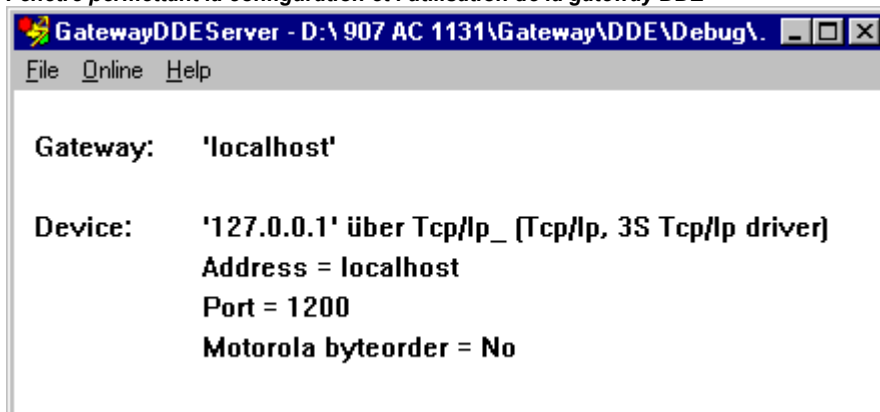 Fenêtre permettant la configuration et l'utilisation de la gateway DDE
GatewayDDEServer - D:\ 907 AC 1131\Gateway\DDE\Debug\.
File Online Help
Gateway: 'localhost'
Device: '127.0.0.1' über Tcp/Ip_ (Tcp/Ip, 3S Tcp/Ip driver)
Address = localhost
Port = 1200
Motorola byteorder = No